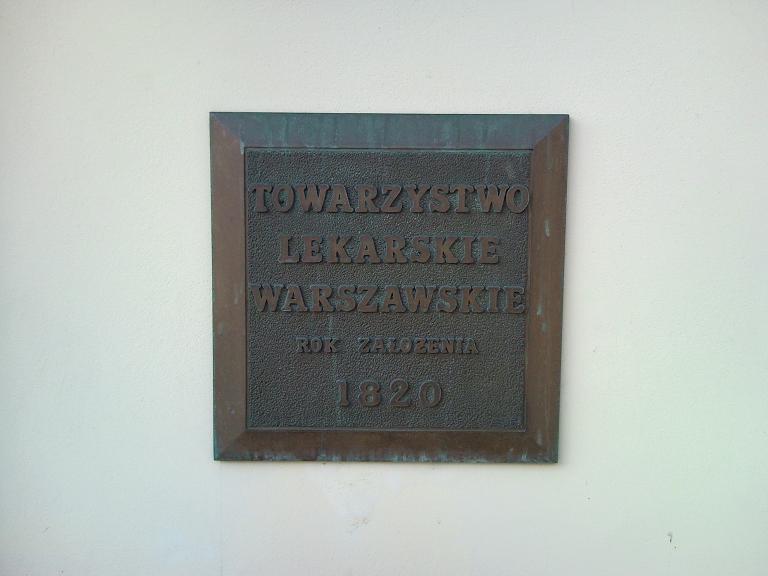 TOWARZYSTWO
LEKARSKIE
WARSZAWSKIE
ROK ZAŁOŻENIA
1820